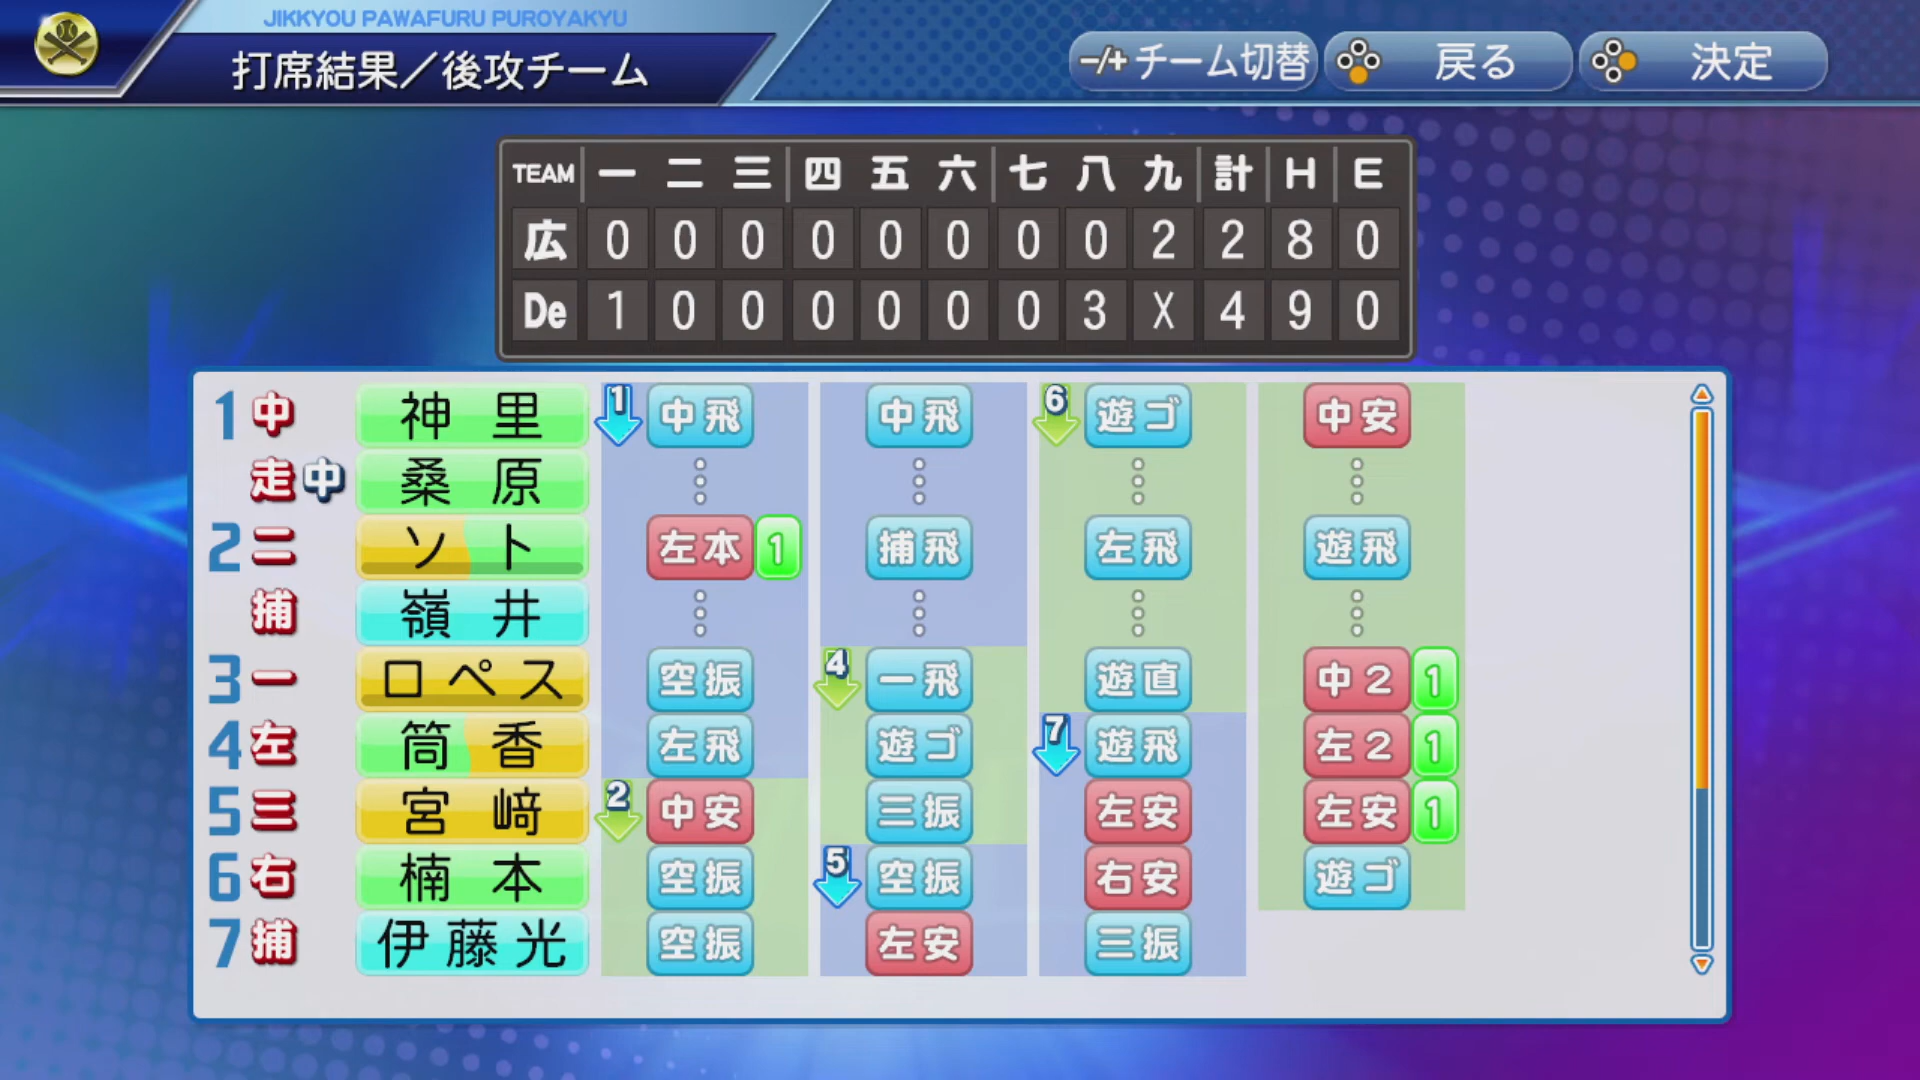 JIKKYOU PAWAFURU PUROYAKYU
打席結果／後攻チーム
-/+ チーム切替 戻る 決定
TEAM 一 二 三 四 五 六 七 八 九 計 H E
広 0 0 0 0 0 0 0 0 2 2 8 0
De 1 0 0 0 0 0 0 3 X 4 9 0
1 中 神里 1 中飛 中飛 6 遊ゴ 中安
走 中 桑原
2 二 ソト 左本 1 捕飛 左飛 遊飛
捕 嶺井
3 一 ロペス 空振 4 一飛 遊直 中2 1
4 左 筒香 左飛 遊ゴ 7 遊飛 左2 1
5 三 宮﨑 2 中安 三振 左安 左安 1
6 右 楠本 空振 5 空振 右安 遊ゴ
7 捕 伊藤光 空振 左安 三振